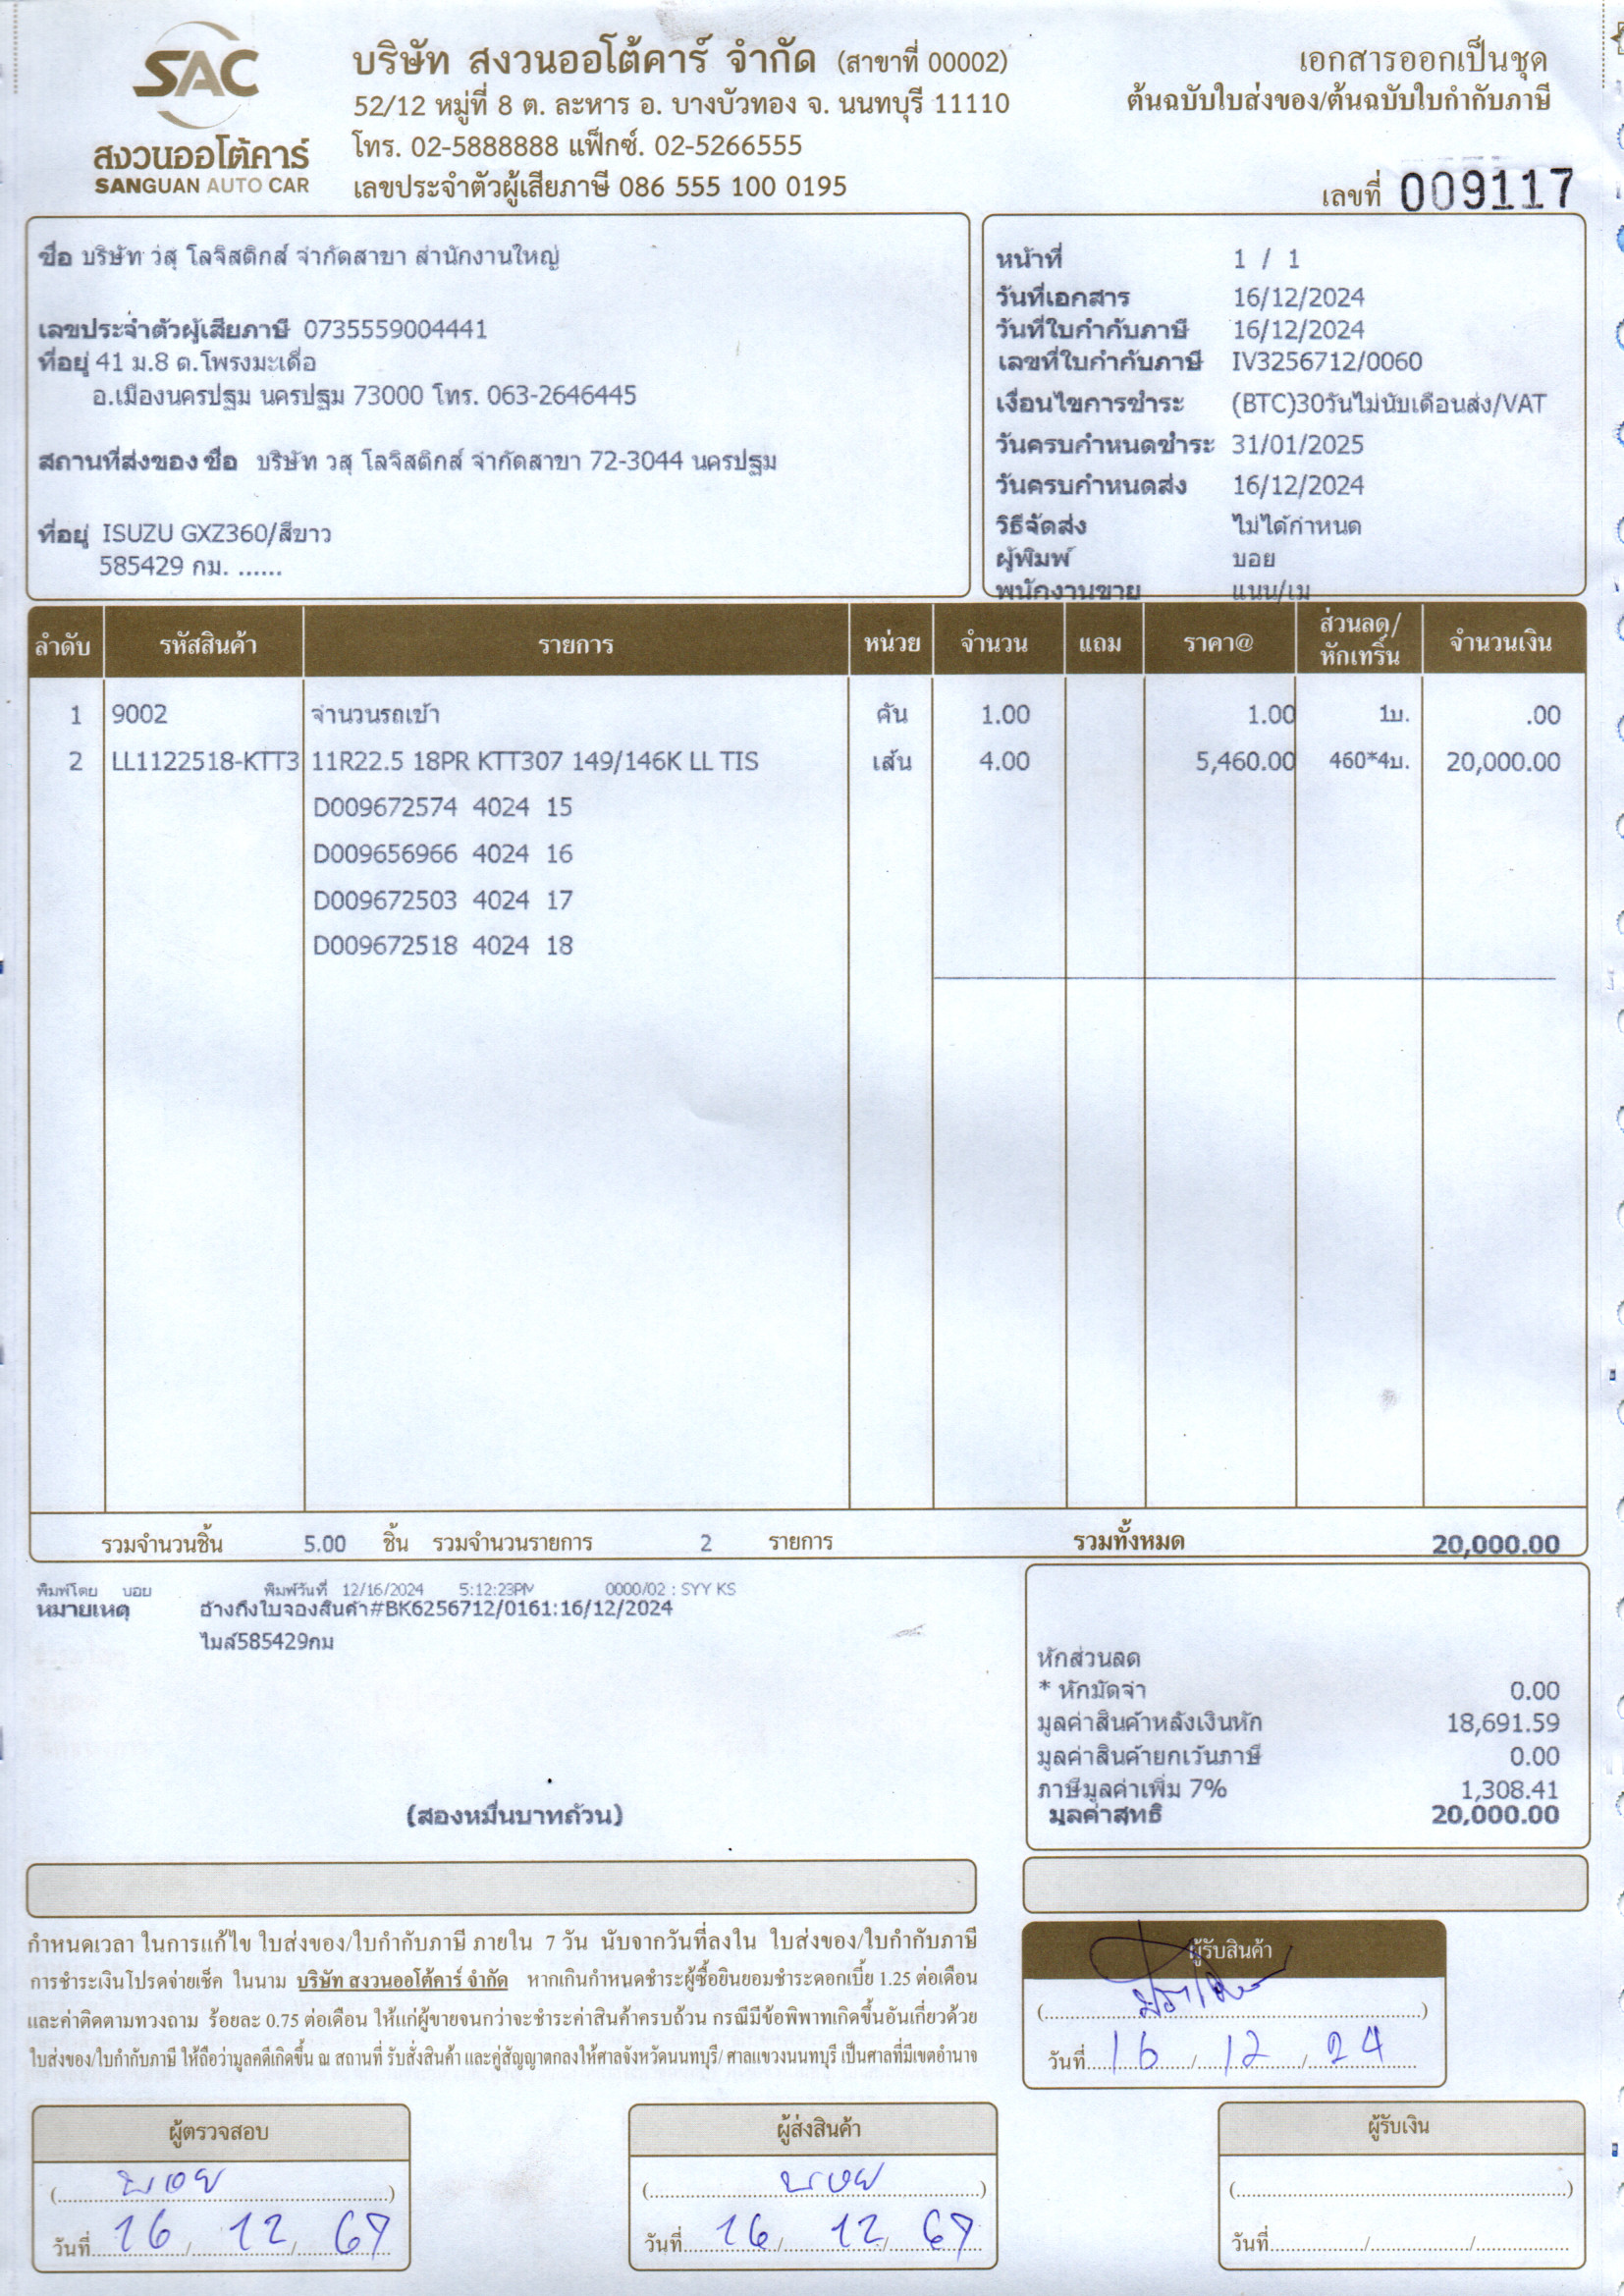 SAC
สงวนออโต้คาร์
SANGUAN AUTO CAR
บริษัท สงวนออโต้คาร์ จำกัด (สาขาที่ 00002)
52/12 หมู่ที่ 8 ต. ละหาร อ. บางบัวทอง จ. นนทบุรี 11110
โทร. 02-5888888 แฟ็กซ์. 02-5266555
เลขประจำตัวผู้เสียภาษี 086 555 100 0195
เอกสารออกเป็นชุด
ต้นฉบับใบส่งของ/ต้นฉบับใบกำกับภาษี
เลขที่ 009117
ชื่อ บริษัท วสุ โลจิสติกส์ จำกัดสาขา สำนักงานใหญ่
เลขประจำตัวผู้เสียภาษี 0735559004441
ที่อยู่ 41 ม.8 ต.โพรงมะเดื่อ
อ.เมืองนครปฐม นครปฐม 73000 โทร. 063-2646445
สถานที่ส่งของ ชื่อ บริษัท วสุ โลจิสติกส์ จำกัดสาขา 72-3044 นครปฐม
ที่อยู่ ISUZU GXZ360/สีขาว
585429 กม. ......
หน้าที่ 1 / 1
วันที่เอกสาร 16/12/2024
วันที่ใบกำกับภาษี 16/12/2024
เลขที่ใบกำกับภาษี IV3256712/0060
เงื่อนไขการชำระ (BTC)30วันไม่นับเดือนส่ง/VAT
วันครบกำหนดชำระ 31/01/2025
วันครบกำหนดส่ง 16/12/2024
วิธีจัดส่ง ไม่ได้กำหนด
ผู้พิมพ์ บอย
พนักงานขาย แนน/เม
ลำดับ รหัสสินค้า รายการ หน่วย จำนวน แถม ราคา@ ส่วนลด/หักเทริ์น จำนวนเงิน
1 9002 จำนวนรถเข้า คัน 1.00 1.00 1บ. .00
2 LL1122518-KTT3 11R22.5 18PR KTT307 149/146K LL TIS เส้น 4.00 5,460.00 460*4บ. 20,000.00
D009672574 4024 15
D009656966 4024 16
D009672503 4024 17
D009672518 4024 18
รวมจำนวนชิ้น 5.00 ชิ้น รวมจำนวนรายการ 2 รายการ รวมทั้งหมด 20,000.00
พิมพ์โดย บอย พิมพ์วันที่ 12/16/2024 5:12:23PM 0000/02 : SYY KS
หมายเหตุ อ้างถึงใบจองสินค้า#BK6256712/0161:16/12/2024
ไมล์585429กม
หักส่วนลด
* หักมัดจำ 0.00
มูลค่าสินค้าหลังเงินหัก 18,691.59
มูลค่าสินค้ายกเว้นภาษี 0.00
ภาษีมูลค่าเพิ่ม 7% 1,308.41
มูลค่าสุทธิ 20,000.00
(สองหมื่นบาทถ้วน)
กำหนดเวลา ในการแก้ไข ใบส่งของ/ใบกำกับภาษี ภายใน 7 วัน นับจากวันที่ลงใน ใบส่งของ/ใบกำกับภาษี
การชำระเงินโปรดจ่ายเช็ค ในนาม บริษัท สงวนออโต้คาร์ จำกัด หากเกินกำหนดชำระผู้ซื้อยินยอมชำระดอกเบี้ย 1.25 ต่อเดือน
และค่าติดตามทวงถาม ร้อยละ 0.75 ต่อเดือน ให้แก่ผู้ขายจนกว่าจะชำระค่าสินค้าครบถ้วน กรณีมีข้อพิพาทเกิดขึ้นอันเกี่ยวด้วย
ใบส่งของ/ใบกำกับภาษี ให้ถือว่ามูลคดีเกิดขึ้น ณ สถานที่ รับสั่งสินค้า และคู่สัญญาตกลงให้ศาลจังหวัดนนทบุรี/ ศาลแขวงนนทบุรี เป็นศาลที่มีเขตอำนาจ
ผู้รับสินค้า
วันที่ 16 / 12 / 24
ผู้ตรวจสอบ
(บอย)
วันที่ 16 / 12 / 67
ผู้ส่งสินค้า
(บอย)
วันที่ 16 / 12 / 67
ผู้รับเงิน
(..........)
วันที่........../........../..........